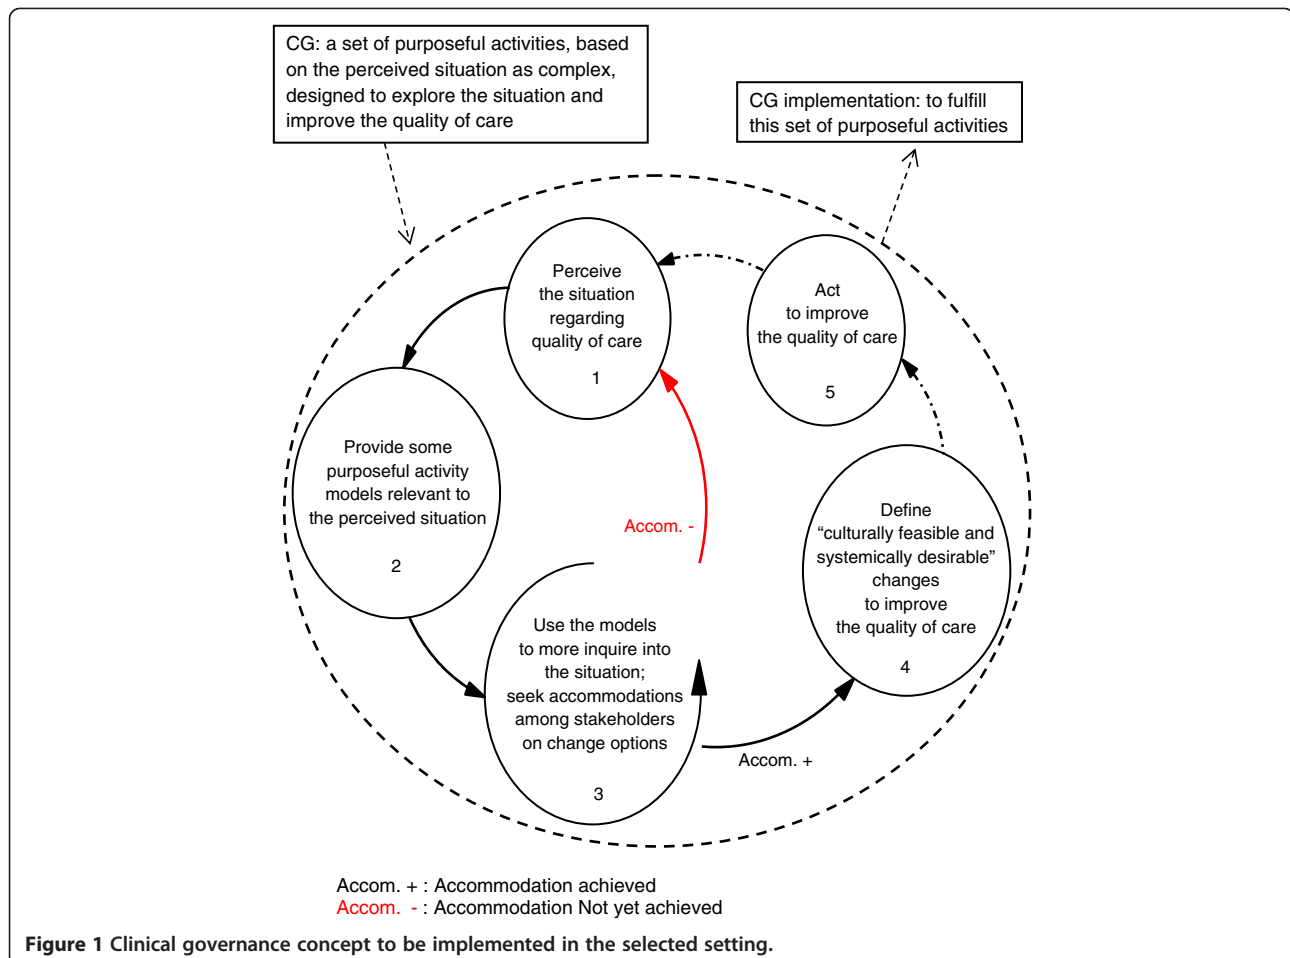 CG: a set of purposeful activities, based
on the perceived situation as complex,
designed to explore the situation and
improve the quality of care
CG implementation: to fulfill
this set of purposeful activities
Perceive
the situation
regarding
quality of care
1
Act
to improve
the quality of care
5
Provide some
purposeful activity
models relevant to
the perceived situation
2
Accom. -
Define
“culturally feasible and
systemically desirable”
changes
to improve
the quality of care
4
Use the models
to more inquire into
the situation;
seek accommodations
among stakeholders
on change options
3
Accom. +
Accom. + : Accommodation achieved
Accom. - : Accommodation Not yet achieved
Figure 1 Clinical governance concept to be implemented in the selected setting.